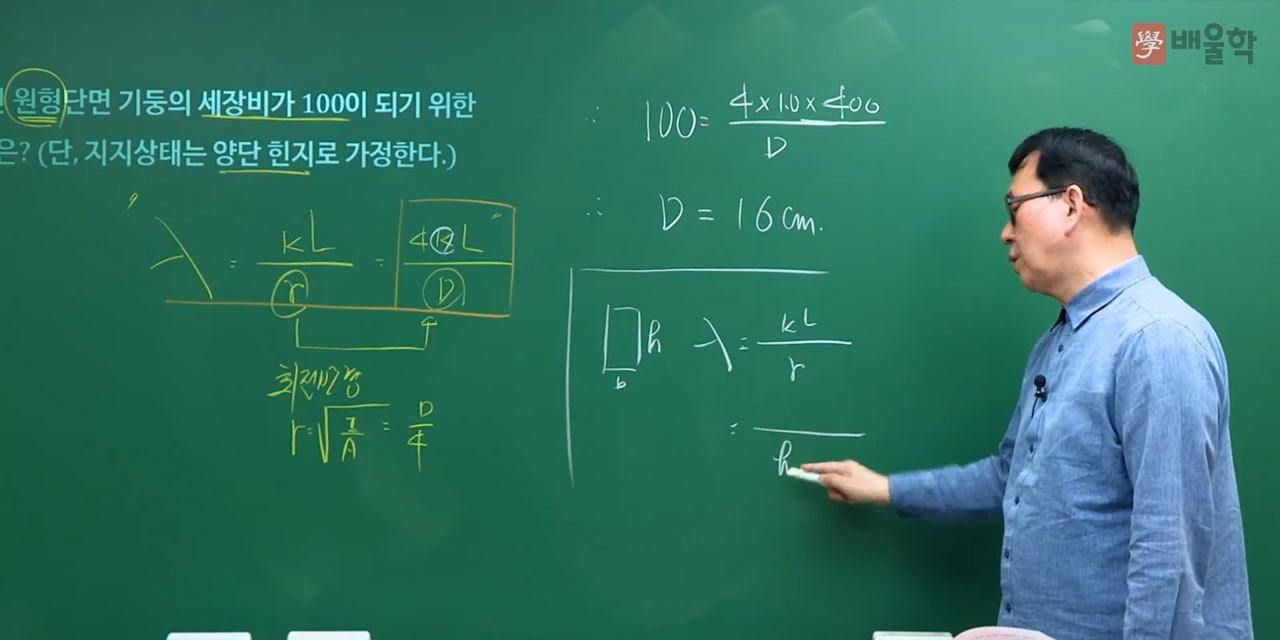 學 배울학
원형단면 기둥의 세장비가 100이 되기 위한
은? (단, 지지상태는 양단 힌지로 가정한다.)
λ = kL/r = 4kL/D
회전반경
r = √(I/A) = D/4
∴ 100 = 4 x 1.0 x 400 / D
∴ D = 16 cm.
h λ = kL/r
b
= /h